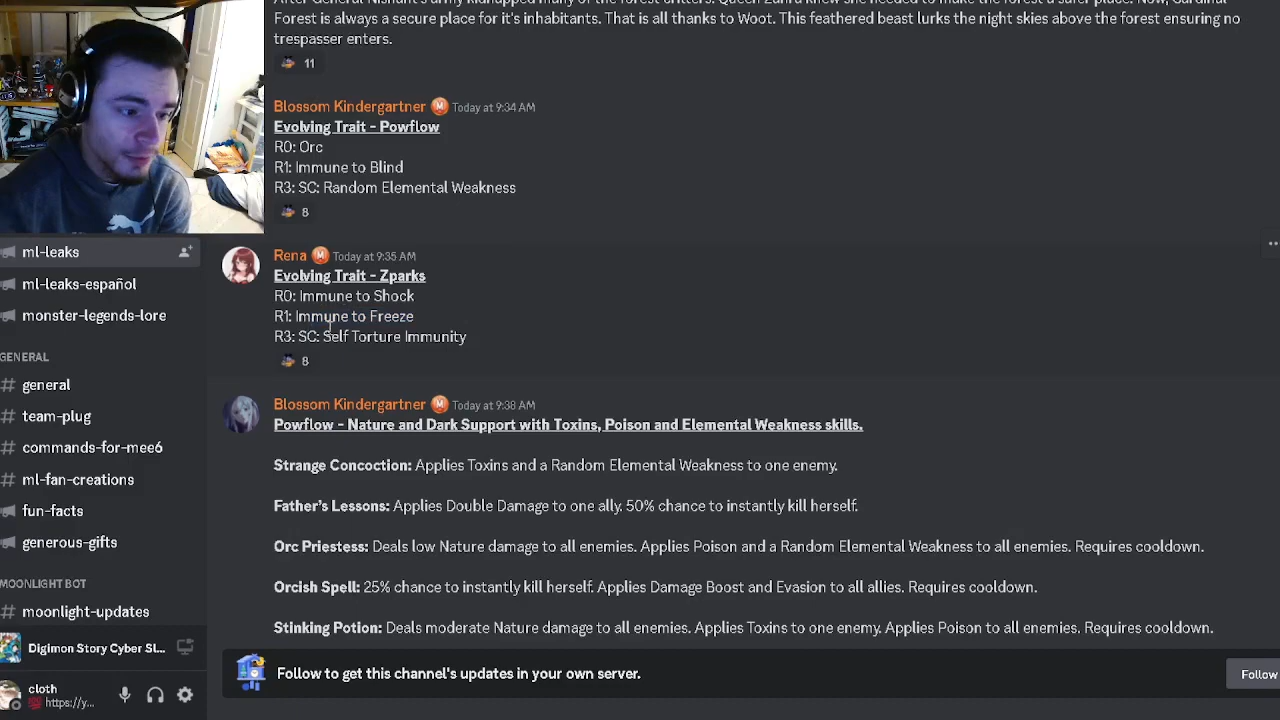 After General Nishant's army kidnapped many of the forest critters. Queen Zahra knew she needed to make the forest a safer place. Now, Cardinal
Forest is always a secure place for it's inhabitants. That is all thanks to Woot. This feathered beast lurks the night skies above the forest ensuring no
trespasser enters.
11
Blossom Kindergartner Today at 9:34 AM
Evolving Trait - Powflow
R0: Orc
R1: Immune to Blind
R3: SC: Random Elemental Weakness
8
ml-leaks
ml-leaks-español
monster-legends-lore
GENERAL
general
team-plug
commands-for-mee6
ml-fan-creations
fun-facts
generous-gifts
MOONLIGHT BOT
moonlight-updates
Digimon Story Cyber Sl...
cloth
💯 https://y...
Rena Today at 9:35 AM
Evolving Trait - Zparks
R0: Immune to Shock
R1: Immune to Freeze
R3: SC: Self Torture Immunity
8
Blossom Kindergartner Today at 9:38 AM
Powflow - Nature and Dark Support with Toxins, Poison and Elemental Weakness skills.
Strange Concoction: Applies Toxins and a Random Elemental Weakness to one enemy.
Father's Lessons: Applies Double Damage to one ally. 50% chance to instantly kill herself.
Orc Priestess: Deals low Nature damage to all enemies. Applies Poison and a Random Elemental Weakness to all enemies. Requires cooldown.
Orcish Spell: 25% chance to instantly kill herself. Applies Damage Boost and Evasion to all allies. Requires cooldown.
Stinking Potion: Deals moderate Nature damage to all enemies. Applies Toxins to one enemy. Applies Poison to all enemies. Requires cooldown.
Follow to get this channel's updates in your own server.
Follow